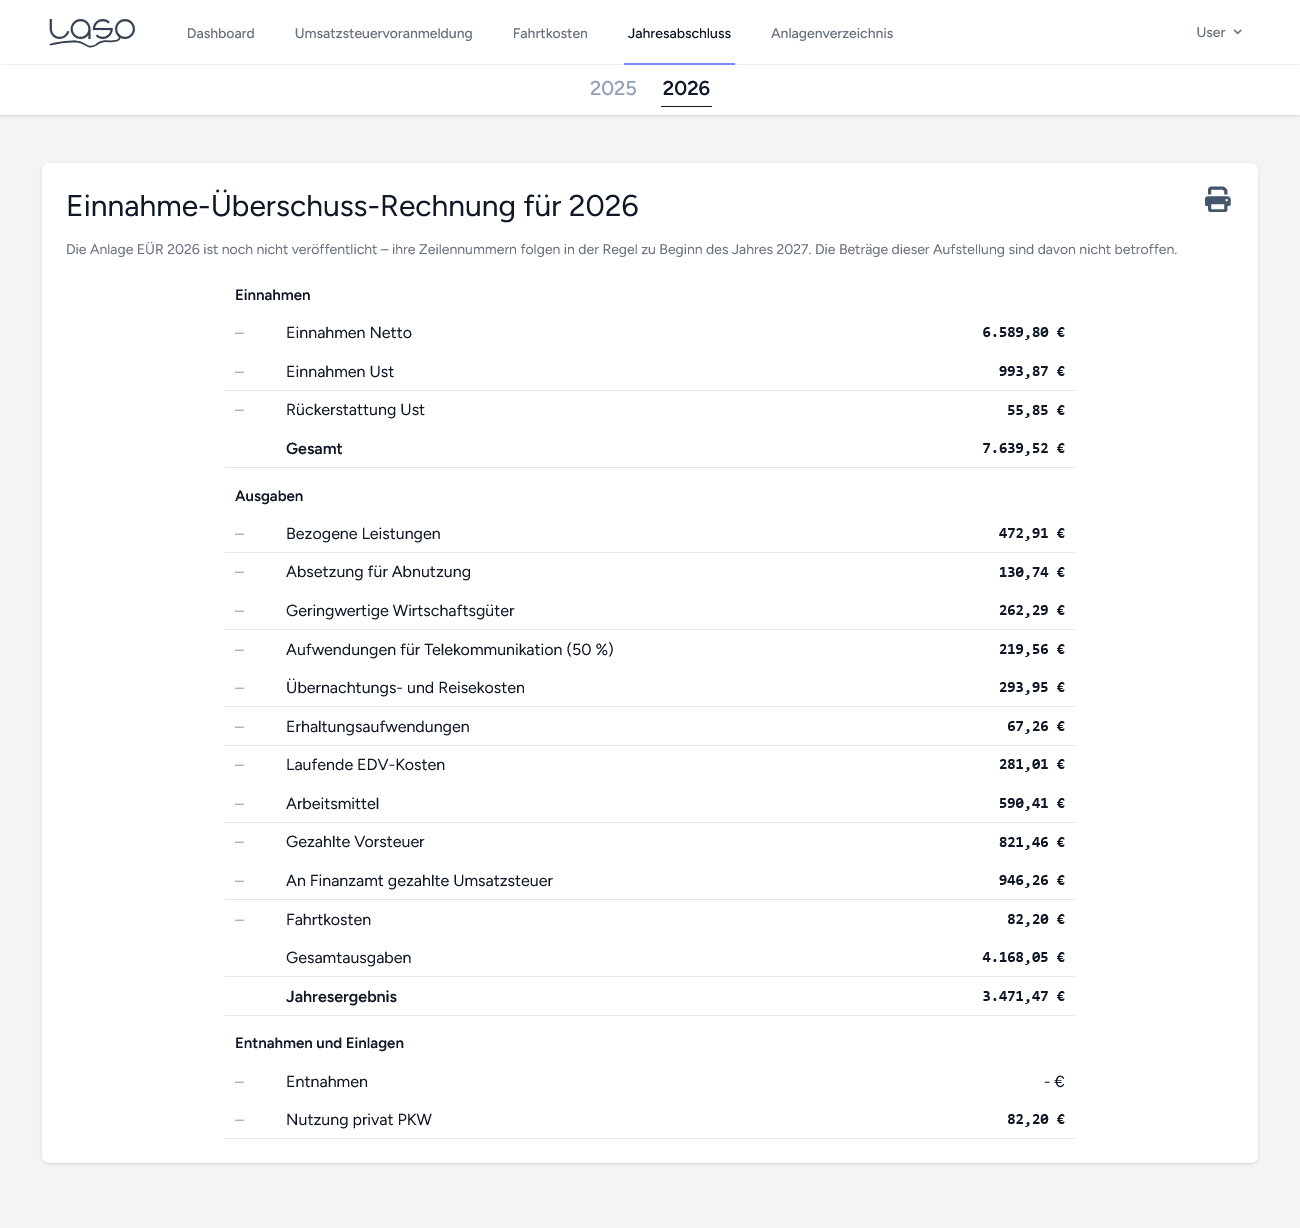 Laso
Dashboard
Umsatzsteuervoranmeldung
Fahrtkosten
Jahresabschluss
Anlagenverzeichnis
User
2025 2026
Einnahme-Überschuss-Rechnung für 2026
Die Anlage EÜR 2026 ist noch nicht veröffentlicht – ihre Zeilennummern folgen in der Regel zu Beginn des Jahres 2027. Die Beträge dieser Aufstellung sind davon nicht betroffen.
Einnahmen
– Einnahmen Netto 6.589,80 €
– Einnahmen Ust 993,87 €
– Rückerstattung Ust 55,85 €
Gesamt 7.639,52 €
Ausgaben
– Bezogene Leistungen 472,91 €
– Absetzung für Abnutzung 130,74 €
– Geringwertige Wirtschaftsgüter 262,29 €
– Aufwendungen für Telekommunikation (50 %) 219,56 €
– Übernachtungs- und Reisekosten 293,95 €
– Erhaltungsaufwendungen 67,26 €
– Laufende EDV-Kosten 281,01 €
– Arbeitsmittel 590,41 €
– Gezahlte Vorsteuer 821,46 €
– An Finanzamt gezahlte Umsatzsteuer 946,26 €
– Fahrtkosten 82,20 €
Gesamtausgaben 4.168,05 €
Jahresergebnis 3.471,47 €
Entnahmen und Einlagen
– Entnahmen - €
– Nutzung privat PKW 82,20 €